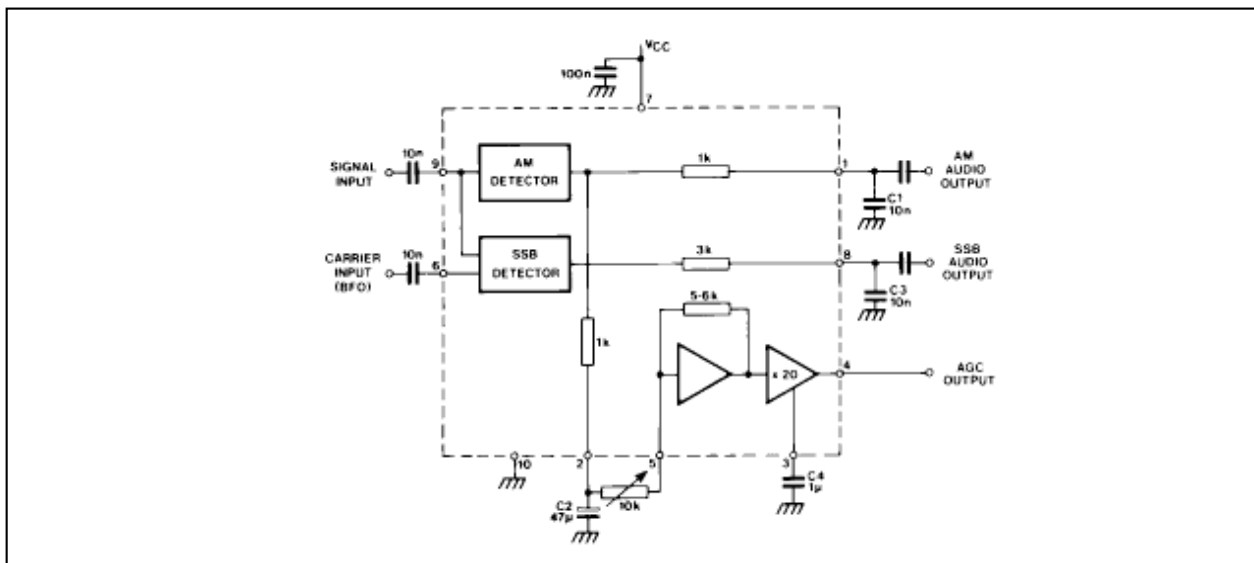 VCC
100n
7
SIGNAL
INPUT
10n
9
AM
DETECTOR
1k
1
AM
AUDIO
OUTPUT
C1
10n
CARRIER
INPUT
(BFO)
10n
6
SSB
DETECTOR
3k
8
SSB
AUDIO
OUTPUT
C3
10n
1k
5-6k
x 20
4
AGC
OUTPUT
10
2
5
3
C2
47µ
10k
C4
1µ